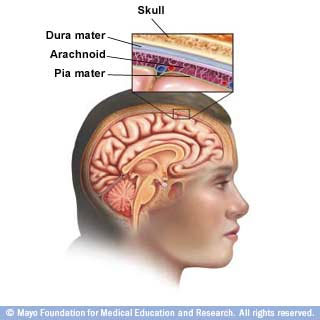 Skull
Dura mater
Arachnoid
Pia mater
© Mayo Foundation for Medical Education and Research. All rights reserved.